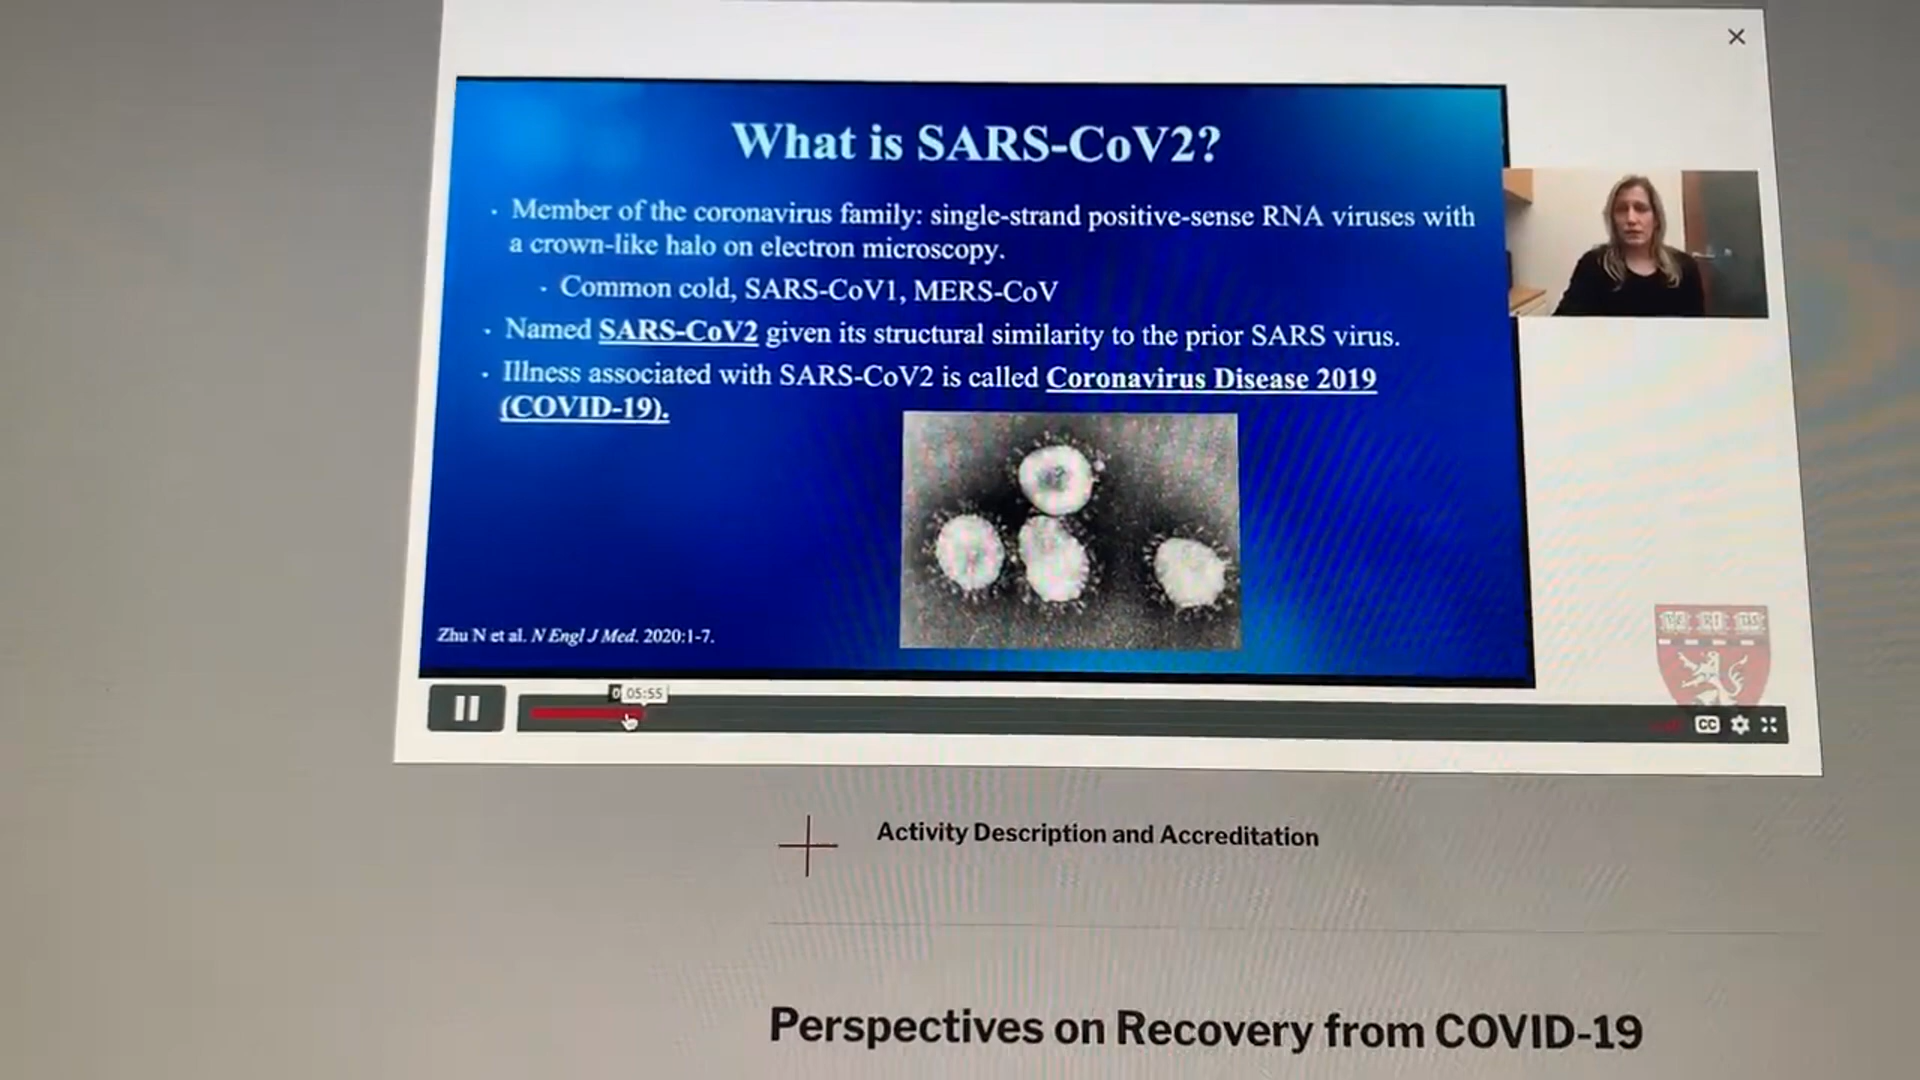 What is SARS-CoV2?
· Member of the coronavirus family: single-strand positive-sense RNA viruses with
a crown-like halo on electron microscopy.
· Common cold, SARS-CoV1, MERS-CoV
· Named SARS-CoV2 given its structural similarity to the prior SARS virus.
· Illness associated with SARS-CoV2 is called Coronavirus Disease 2019
(COVID-19).
Zhu N et al. N Engl J Med. 2020:1-7.
05:55
CC
Activity Description and Accreditation
Perspectives on Recovery from COVID-19